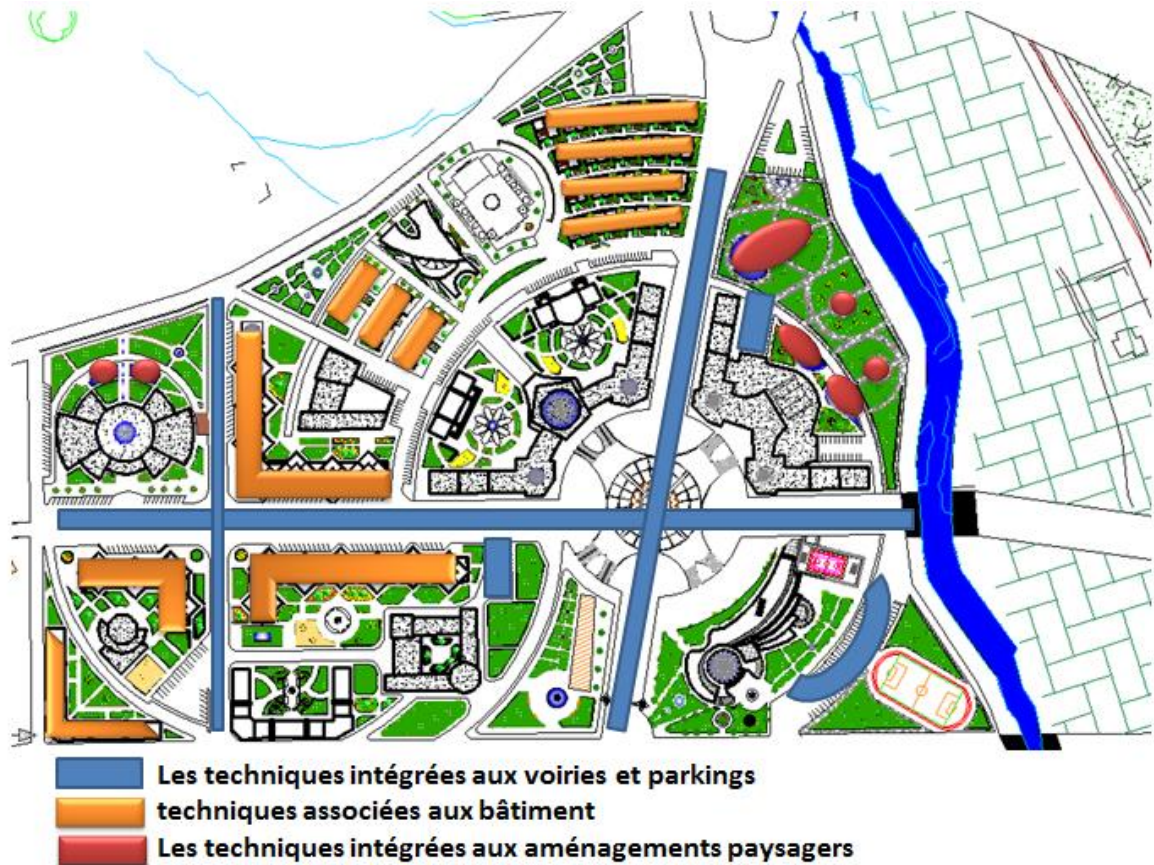 Les techniques intégrées aux voiries et parkings
techniques associées aux bâtiment
Les techniques intégrées aux aménagements paysagers